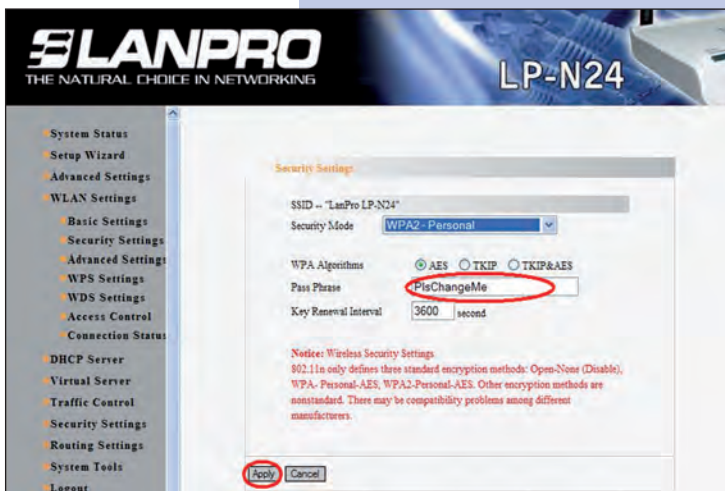 LANPRO
THE NATURAL CHOICE IN NETWORKING
LP-N24
System Status
Setup Wizard
Advanced Settings
WLAN Settings
Basic Settings
Security Settings
Advanced Settings
WPS Settings
WDS Settings
Access Control
Connection Status
DHCP Server
Virtual Server
Traffic Control
Security Settings
Routing Settings
System Tools
Logout
Security Settings
SSID -- "LanPro LP-N24"
Security Mode WPA2 - Personal
WPA Algorithms AES TKIP TKIP&AES
Pass Phrase PlsChangeMe
Key Renewal Interval 3600 second
Notice: Wireless Security Settings
802.11n only defines three standard encryption methods: Open-None (Disable),
WPA- Personal-AES, WPA2-Personal-AES. Other encryption methods are
nonstandard. There may be compatibility problems among different
manufacturers.
Apply Cancel